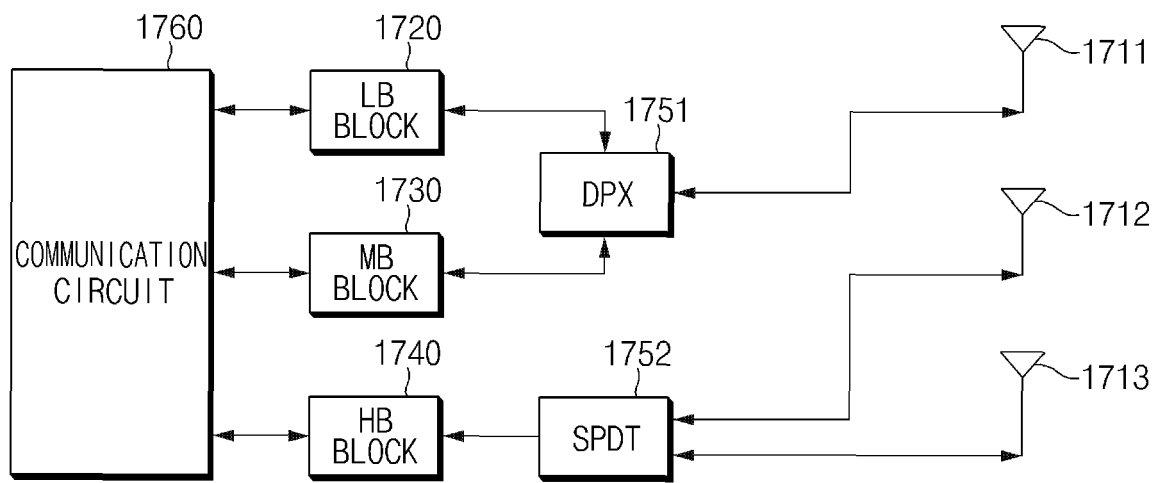 1760
1720
1711
LB
BLOCK
1751
DPX
1730
1712
COMMUNICATION
CIRCUIT
MB
BLOCK
1740
1752
1713
HB
BLOCK
SPDT